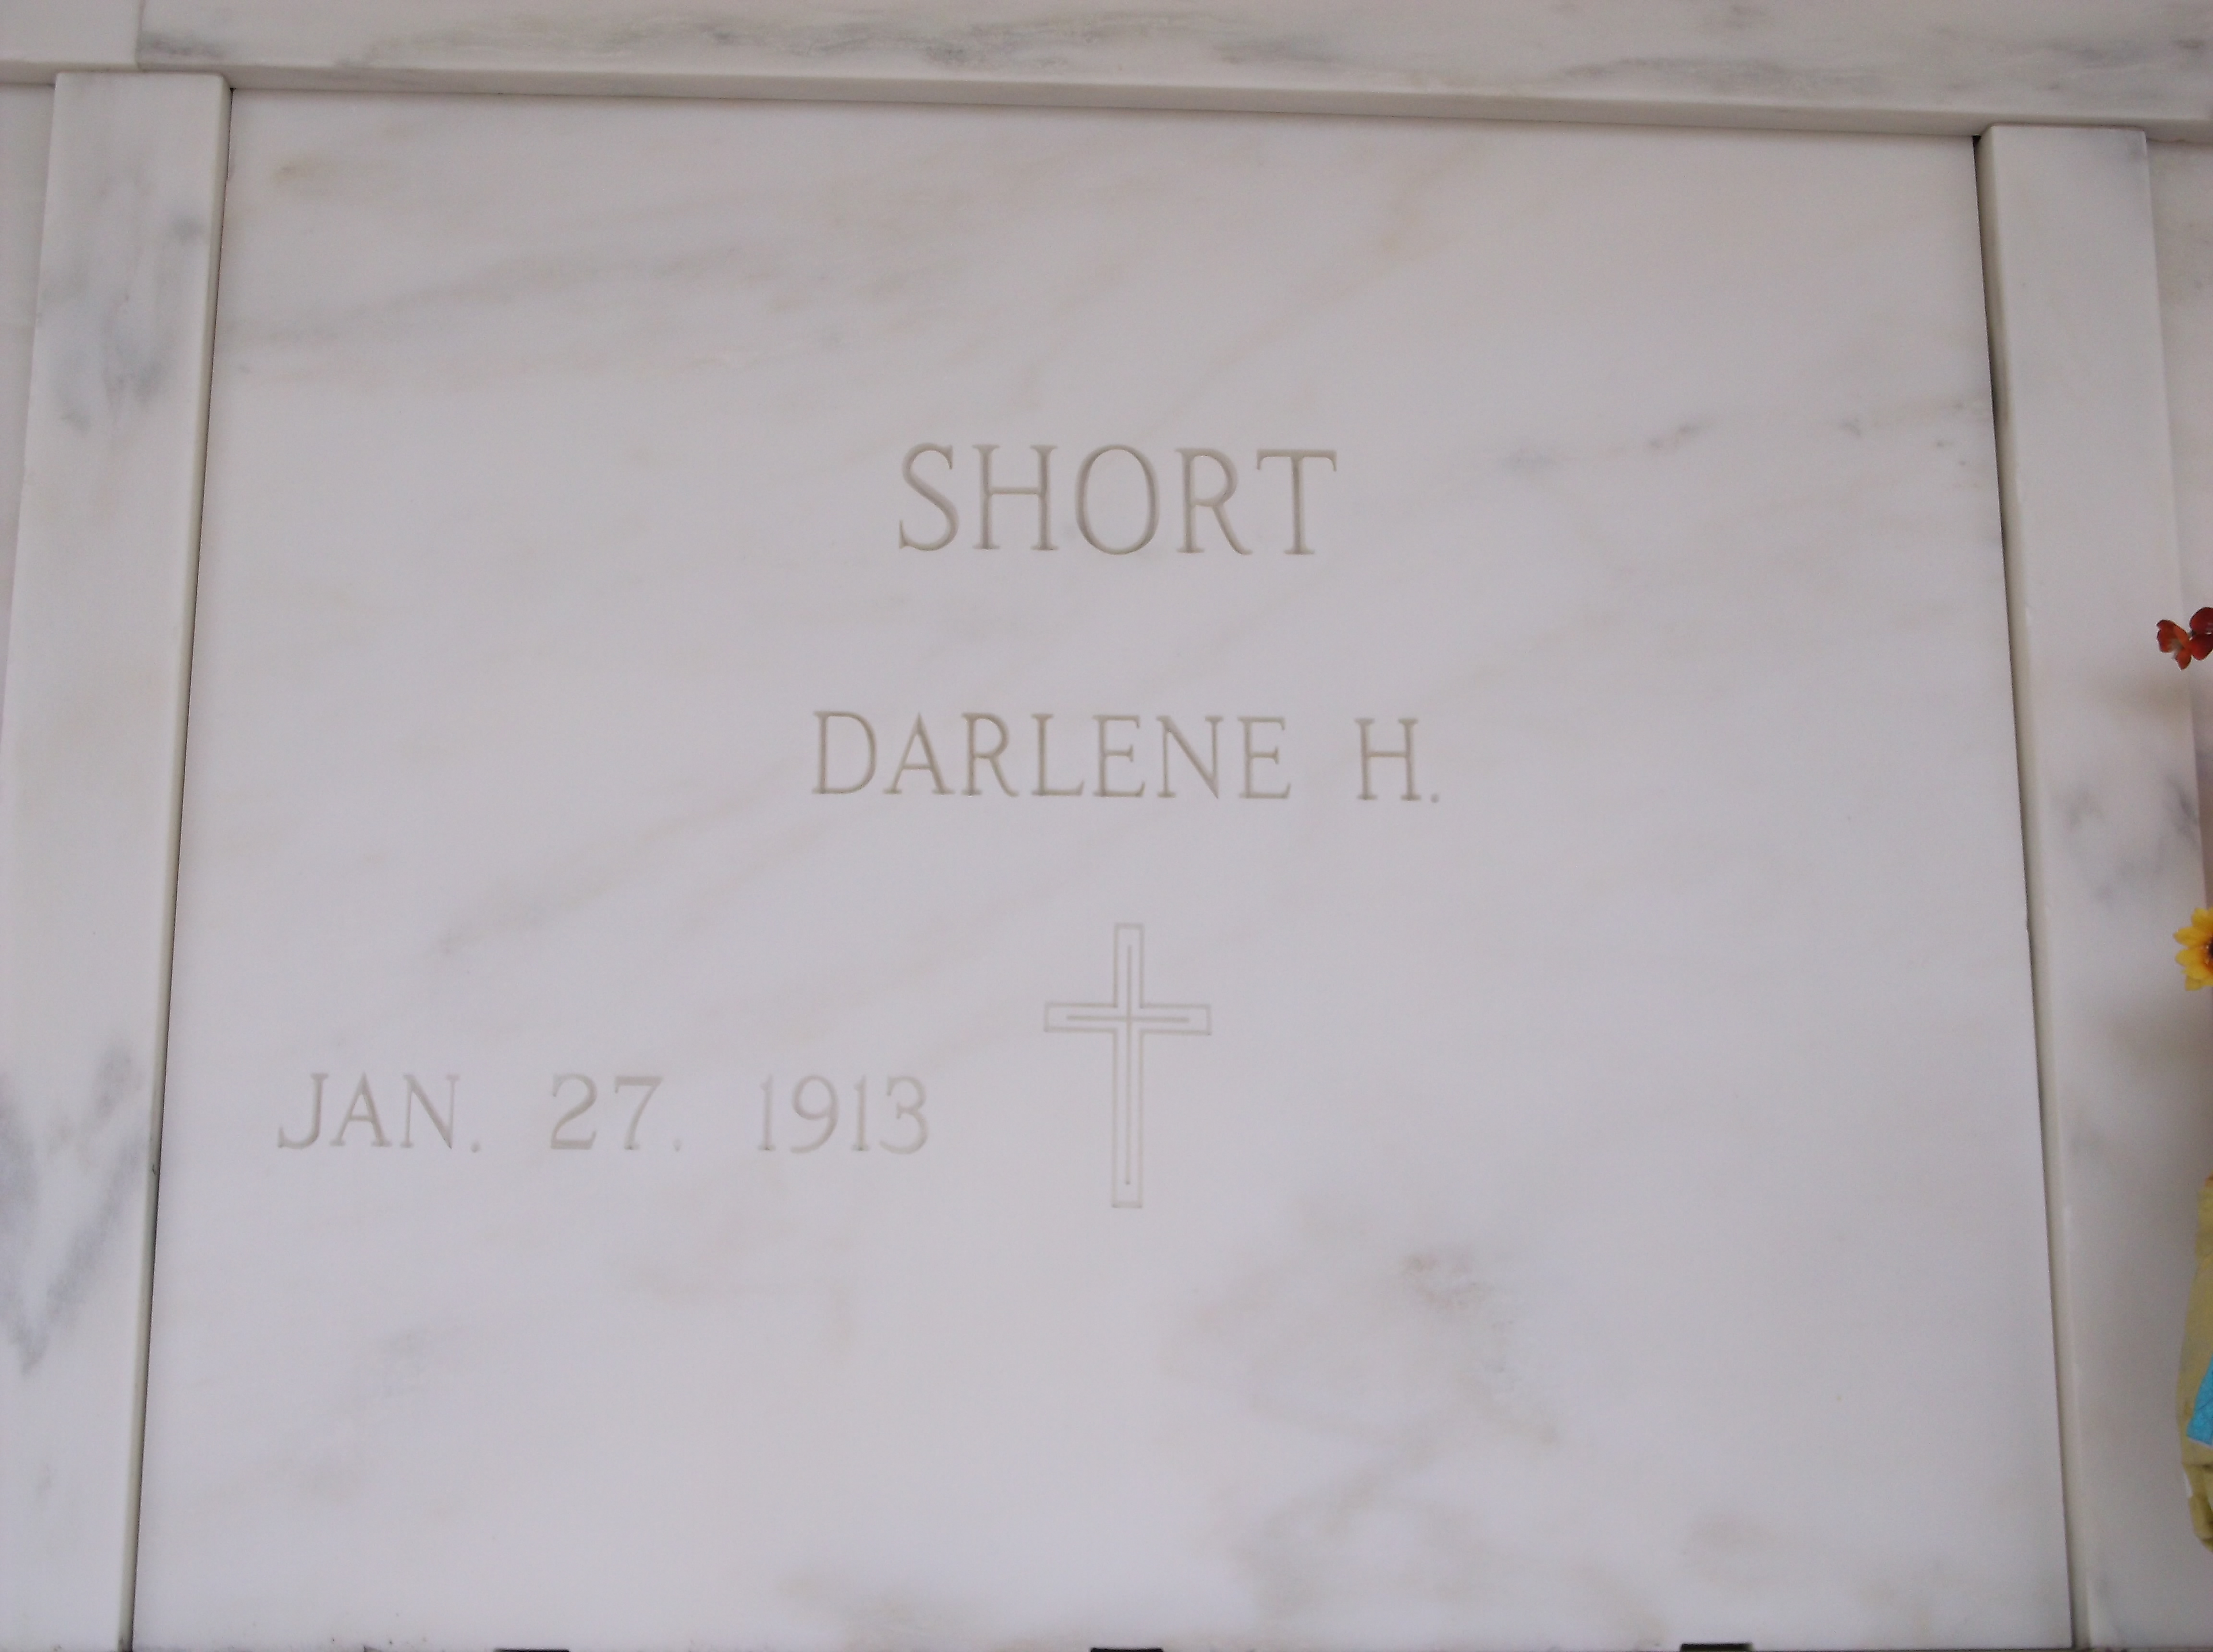 SHORT
DARLENE H.
JAN. 27. 1913